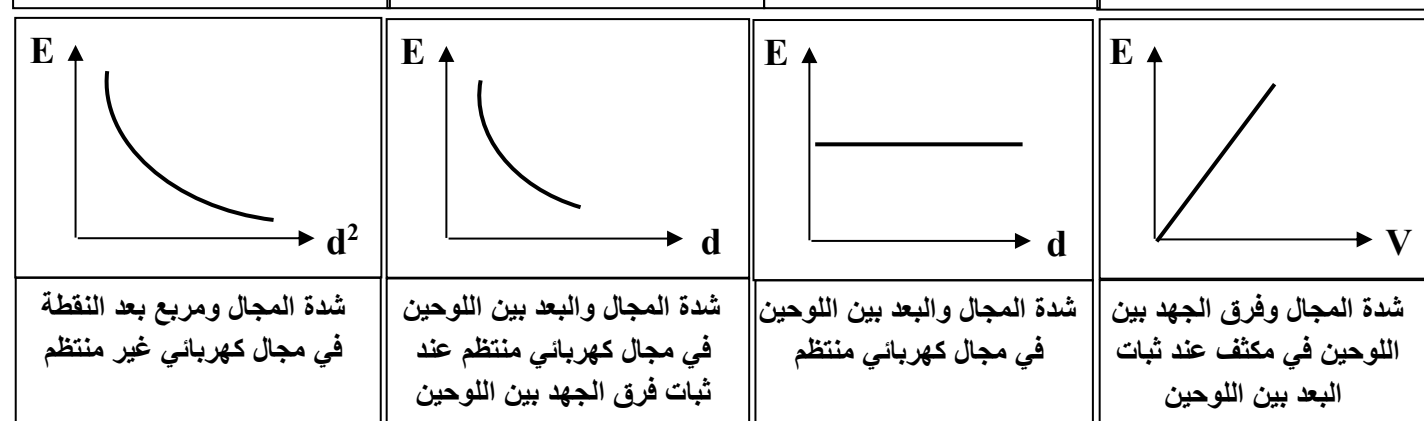 E
V
شدة المجال وفرق الجهد بين
اللوحين في مكثف عند ثبات
البعد بين اللوحين
E
d
شدة المجال والبعد بين اللوحين
في مجال كهربائي منتظم
E
d
شدة المجال والبعد بين اللوحين
في مجال كهربائي منتظم عند
ثبات فرق الجهد بين اللوحين
E
d²
شدة المجال ومربع بعد النقطة
في مجال كهربائي غير منتظم